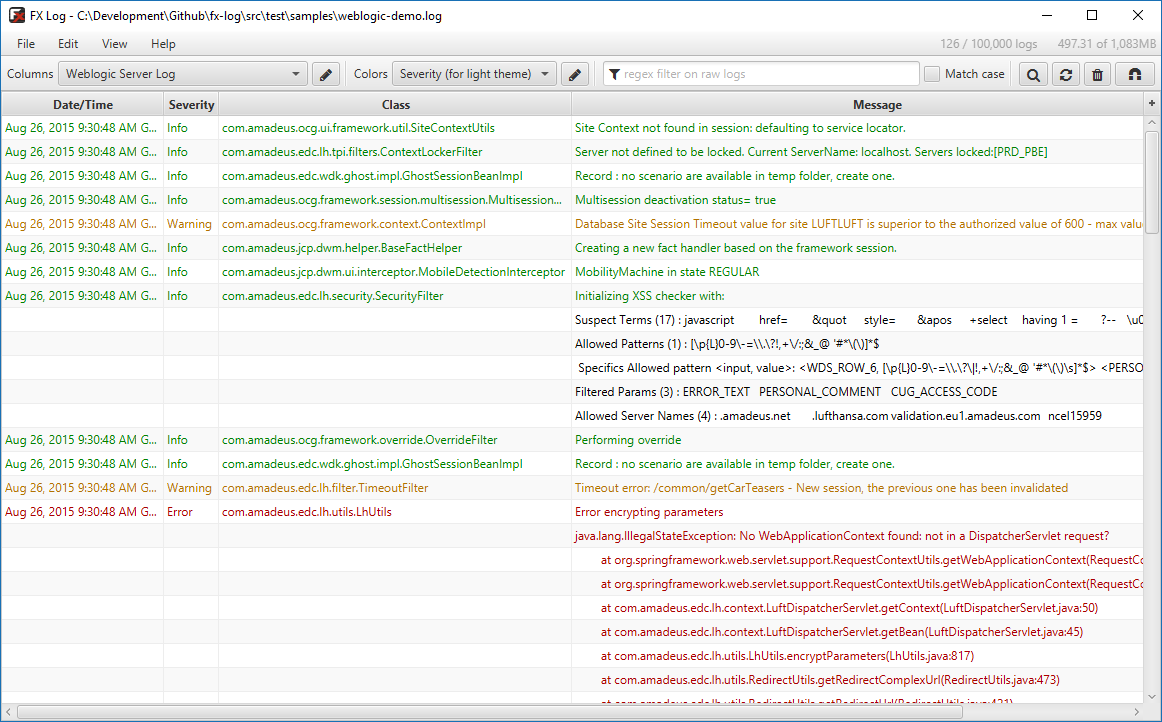 FX Log - C:\Development\Github\fx-log\src\test\samples\weblogic-demo.log
File Edit View Help 126 / 100,000 logs 497.31 of 1,083MB
Columns Weblogic Server Log Colors Severity (for light theme) regex filter on raw logs Match case
Date/Time Severity Class Message +
Aug 26, 2015 9:30:48 AM G... Info com.amadeus.ocg.ui.framework.util.SiteContextUtils Site Context not found in session: defaulting to service locator.
Aug 26, 2015 9:30:48 AM G... Info com.amadeus.edc.lh.tpi.filters.ContextLockerFilter Server not defined to be locked. Current ServerName: localhost. Servers locked:[PRD_PBE]
Aug 26, 2015 9:30:48 AM G... Info com.amadeus.edc.wdk.ghost.impl.GhostSessionBeanImpl Record : no scenario are available in temp folder, create one.
Aug 26, 2015 9:30:48 AM G... Info com.amadeus.ocg.framework.session.multisession.Multisession... Multisession deactivation status= true
Aug 26, 2015 9:30:48 AM G... Warning com.amadeus.ocg.framework.context.ContextImpl Database Site Session Timeout value for site LUFTLUFT is superior to the authorized value of 600 - max valu
Aug 26, 2015 9:30:48 AM G... Info com.amadeus.jcp.dwm.helper.BaseFactHelper Creating a new fact handler based on the framework session.
Aug 26, 2015 9:30:48 AM G... Info com.amadeus.jcp.dwm.ui.interceptor.MobileDetectionInterceptor MobilityMachine in state REGULAR
Aug 26, 2015 9:30:48 AM G... Info com.amadeus.edc.lh.security.SecurityFilter Initializing XSS checker with:
Suspect Terms (17) : javascript href= &quot style= &apos +select having 1 = ?-- \u0
Allowed Patterns (1) : [\p{L}0-9\-=\\.\?!,+\/:;&_@ '#*\(\)]*$
Specifics Allowed pattern <input, value>: <WDS_ROW_6, [\p{L}0-9\-=\\.\?\|!,+\/:;&_@ '#*\(\)\s]*$> <PERSO
Filtered Params (3) : ERROR_TEXT PERSONAL_COMMENT CUG_ACCESS_CODE
Allowed Server Names (4) : .amadeus.net .lufthansa.com validation.eu1.amadeus.com ncel15959
Aug 26, 2015 9:30:48 AM G... Info com.amadeus.ocg.framework.override.OverrideFilter Performing override
Aug 26, 2015 9:30:48 AM G... Info com.amadeus.edc.wdk.ghost.impl.GhostSessionBeanImpl Record : no scenario are available in temp folder, create one.
Aug 26, 2015 9:30:48 AM G... Warning com.amadeus.edc.lh.filter.TimeoutFilter Timeout error: /common/getCarTeasers - New session, the previous one has been invalidated
Aug 26, 2015 9:30:48 AM G... Error com.amadeus.edc.lh.utils.LhUtils Error encrypting parameters
java.lang.IllegalStateException: No WebApplicationContext found: not in a DispatcherServlet request?
at org.springframework.web.servlet.support.RequestContextUtils.getWebApplicationContext(RequestCo
at org.springframework.web.servlet.support.RequestContextUtils.getWebApplicationContext(RequestCo
at com.amadeus.edc.lh.context.LuftDispatcherServlet.getContext(LuftDispatcherServlet.java:50)
at com.amadeus.edc.lh.context.LuftDispatcherServlet.getBean(LuftDispatcherServlet.java:45)
at com.amadeus.edc.lh.utils.LhUtils.encryptParameters(LhUtils.java:817)
at com.amadeus.edc.lh.utils.RedirectUtils.getRedirectComplexUrl(RedirectUtils.java:473)
at com.amadeus.edc.lh.utils.RedirectUtils.getRedirectUrl(RedirectUtils.java:431)